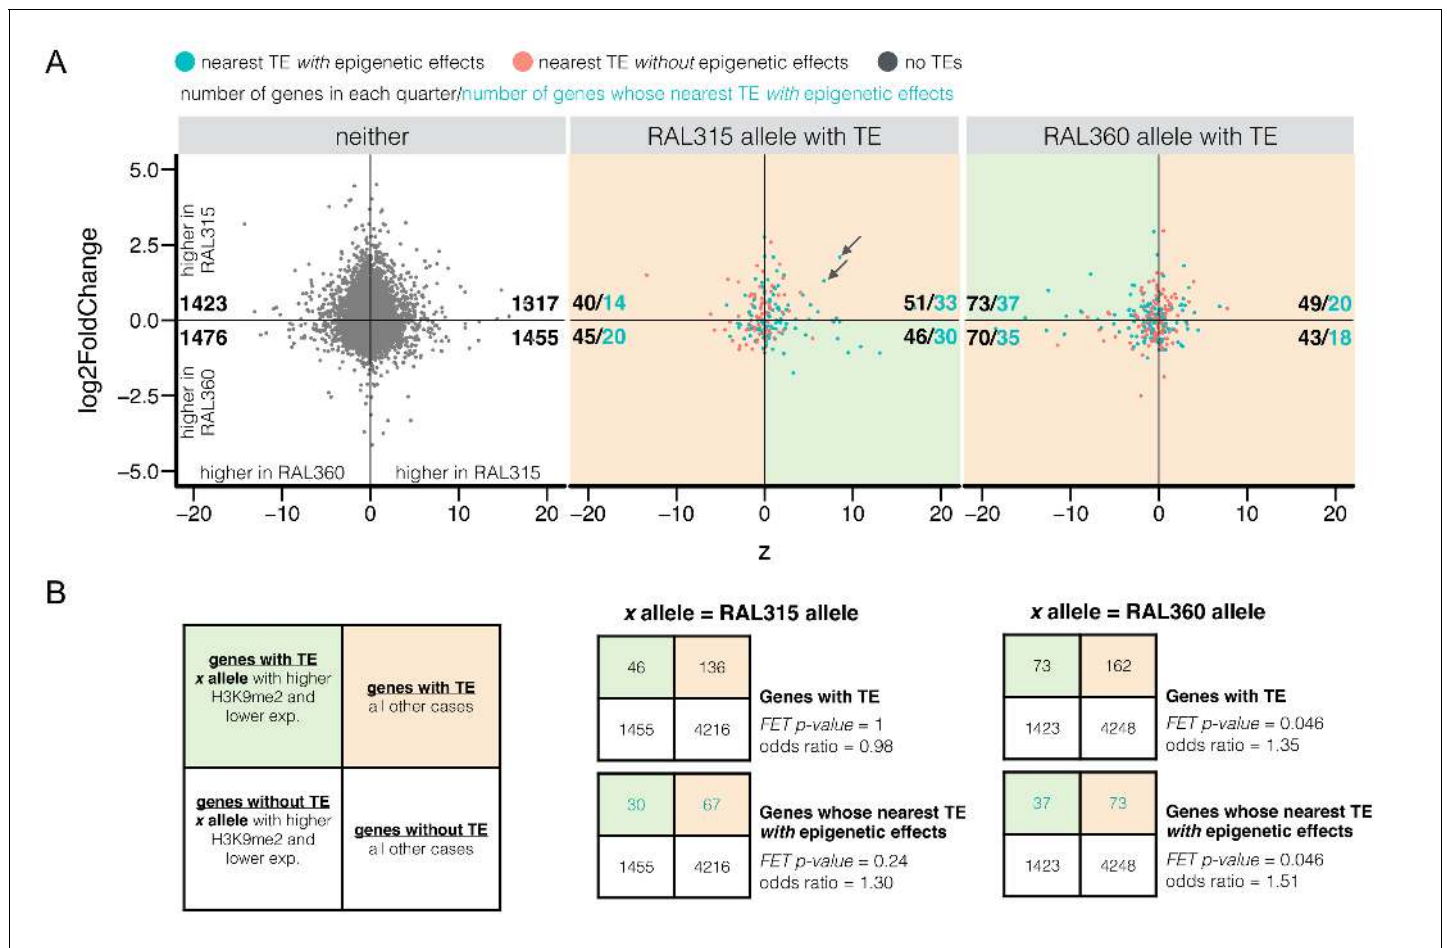 A
nearest TE with epigenetic effects nearest TE without epigenetic effects no TEs
number of genes in each quarter/number of genes whose nearest TE with epigenetic effects
neither
RAL315 allele with TE
RAL360 allele with TE
log2FoldChange
5.0
2.5
0.0
−2.5
−5.0
higher in
RAL315
higher in
RAL360
1423
1317
1476
1455
higher in RAL360
higher in RAL315
40/14
51/33
45/20
46/30
73/37
49/20
70/35
43/18
−20 −10 0 10 20
−20 −10 0 10 20
−20 −10 0 10 20
z
B
genes with TE
x allele with higher
H3K9me2 and
lower exp.
genes with TE
all other cases
genes without TE
x allele with higher
H3K9me2 and
lower exp.
genes without TE
all other cases
x allele = RAL315 allele
46 136
1455 4216
Genes with TE
FET p-value = 1
odds ratio = 0.98
30 67
1455 4216
Genes whose nearest TE
with epigenetic effects
FET p-value = 0.24
odds ratio = 1.30
x allele = RAL360 allele
73 162
1423 4248
Genes with TE
FET p-value = 0.046
odds ratio = 1.35
37 73
1423 4248
Genes whose nearest TE
with epigenetic effects
FET p-value = 0.046
odds ratio = 1.51